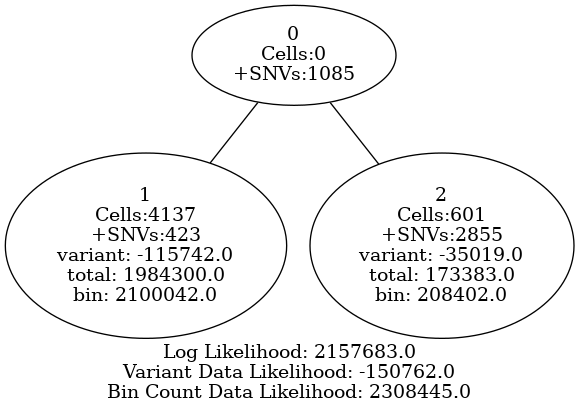 0
Cells:0
+SNVs:1085
1
Cells:4137
+SNVs:423
variant: -115742.0
total: 1984300.0
bin: 2100042.0
2
Cells:601
+SNVs:2855
variant: -35019.0
total: 173383.0
bin: 208402.0
Log Likelihood: 2157683.0
Variant Data Likelihood: -150762.0
Bin Count Data Likelihood: 2308445.0